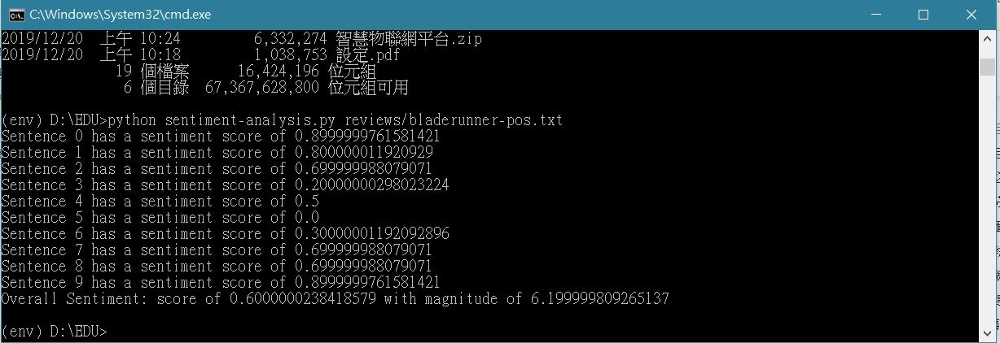 C:\Windows\System32\cmd.exe
2019/12/20  上午 10:24         6,332,274 智慧物聯網平台.zip
2019/12/20  上午 10:18         1,038,753 設定.pdf
              19 個檔案      16,424,196 位元組
               6 個目錄  67,367,628,800 位元組可用
(env) D:\EDU>python sentiment-analysis.py reviews/bladerunner-pos.txt
Sentence 0 has a sentiment score of 0.8999999761581421
Sentence 1 has a sentiment score of 0.800000011920929
Sentence 2 has a sentiment score of 0.699999988079071
Sentence 3 has a sentiment score of 0.20000000298023224
Sentence 4 has a sentiment score of 0.5
Sentence 5 has a sentiment score of 0.0
Sentence 6 has a sentiment score of 0.30000001192092896
Sentence 7 has a sentiment score of 0.699999988079071
Sentence 8 has a sentiment score of 0.699999988079071
Sentence 9 has a sentiment score of 0.8999999761581421
Overall Sentiment: score of 0.6000000238418579 with magnitude of 6.199999809265137
(env) D:\EDU>